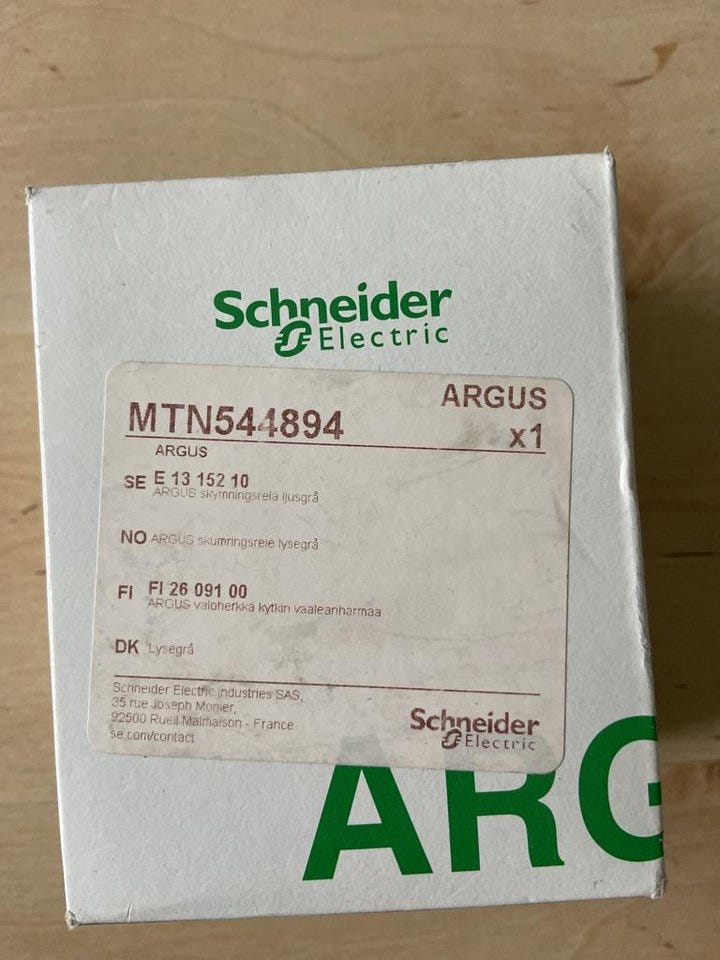 Schneider
Electric
ARGUS
MTN544894
x1
ARGUS
SE E 13 152 10
ARGUS skymningsrelä ljusgrå
NO ARGUS skumringsrele lysegrå
FI FI 26 091 00
ARGUS valoherkkä kytkin vaaleanharmaa
DK Lysegrå
Schneider Electric Industries SAS,
35 rue Joseph Monier,
92500 Rueil Malmaison - France
se.com/contact
Schneider
Electric
ARG